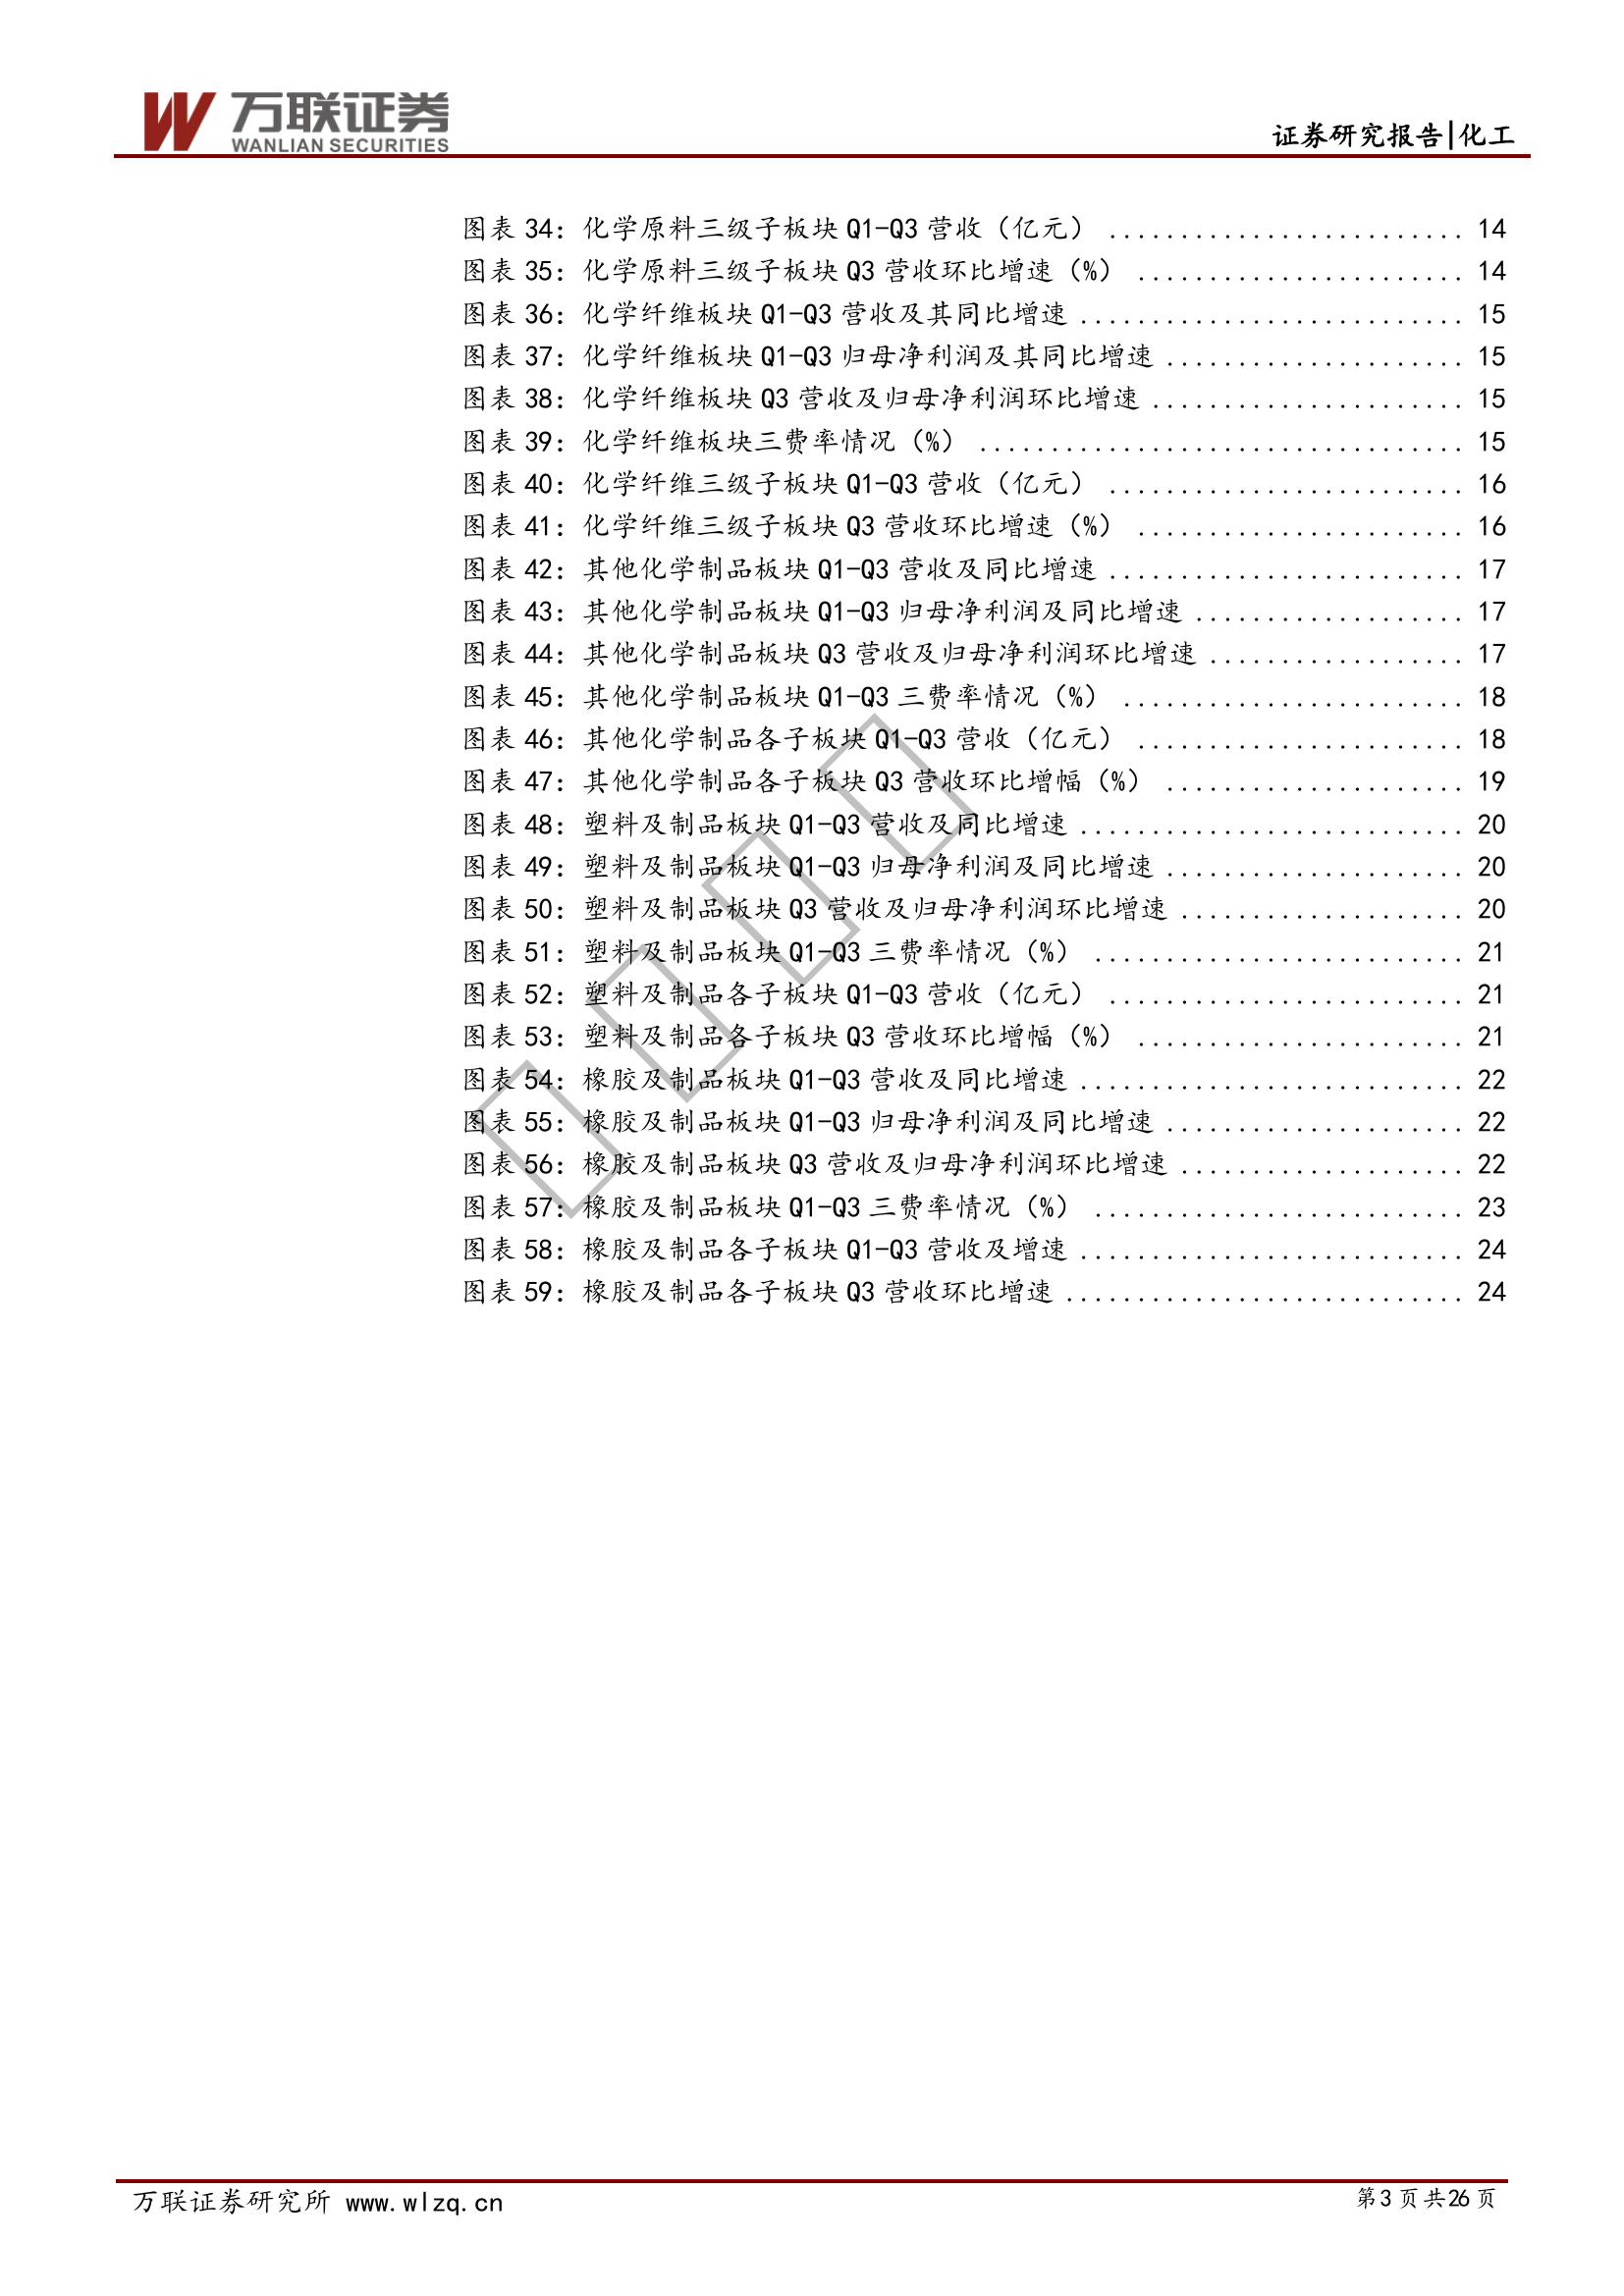 万联证券
WANLIAN SECURITIES
证券研究报告|化工
图表 34：化学原料三级子板块 Q1-Q3 营收（亿元） ......................... 14
图表 35：化学原料三级子板块 Q3 营收环比增速（%） ....................... 14
图表 36：化学纤维板块 Q1-Q3 营收及其同比增速 ........................... 15
图表 37：化学纤维板块 Q1-Q3 归母净利润及其同比增速 ..................... 15
图表 38：化学纤维板块 Q3 营收及归母净利润环比增速 ...................... 15
图表 39：化学纤维板块三费率情况（%） .................................. 15
图表 40：化学纤维三级子板块 Q1-Q3 营收（亿元） ......................... 16
图表 41：化学纤维三级子板块 Q3 营收环比增速（%） ....................... 16
图表 42：其他化学制品板块 Q1-Q3 营收及同比增速 ......................... 17
图表 43：其他化学制品板块 Q1-Q3 归母净利润及同比增速 ................... 17
图表 44：其他化学制品板块 Q3 营收及归母净利润环比增速 .................. 17
图表 45：其他化学制品板块 Q1-Q3 三费率情况（%） ........................ 18
图表 46：其他化学制品各子板块 Q1-Q3 营收（亿元） ....................... 18
图表 47：其他化学制品各子板块 Q3 营收环比增幅（%） ..................... 19
图表 48：塑料及制品板块 Q1-Q3 营收及同比增速 ........................... 20
图表 49：塑料及制品板块 Q1-Q3 归母净利润及同比增速 ..................... 20
图表 50：塑料及制品板块 Q3 营收及归母净利润环比增速 .................... 20
图表 51：塑料及制品板块 Q1-Q3 三费率情况（%） .......................... 21
图表 52：塑料及制品各子板块 Q1-Q3 营收（亿元） ......................... 21
图表 53：塑料及制品各子板块 Q3 营收环比增幅（%） ....................... 21
图表 54：橡胶及制品板块 Q1-Q3 营收及同比增速 ........................... 22
图表 55：橡胶及制品板块 Q1-Q3 归母净利润及同比增速 ..................... 22
图表 56：橡胶及制品板块 Q3 营收及归母净利润环比增速 .................... 22
图表 57：橡胶及制品板块 Q1-Q3 三费率情况（%） .......................... 23
图表 58：橡胶及制品各子板块 Q1-Q3 营收及增速 ........................... 24
图表 59：橡胶及制品各子板块 Q3 营收环比增速 ............................ 24
万联证券研究所 www.wlzq.cn
第3页共26页